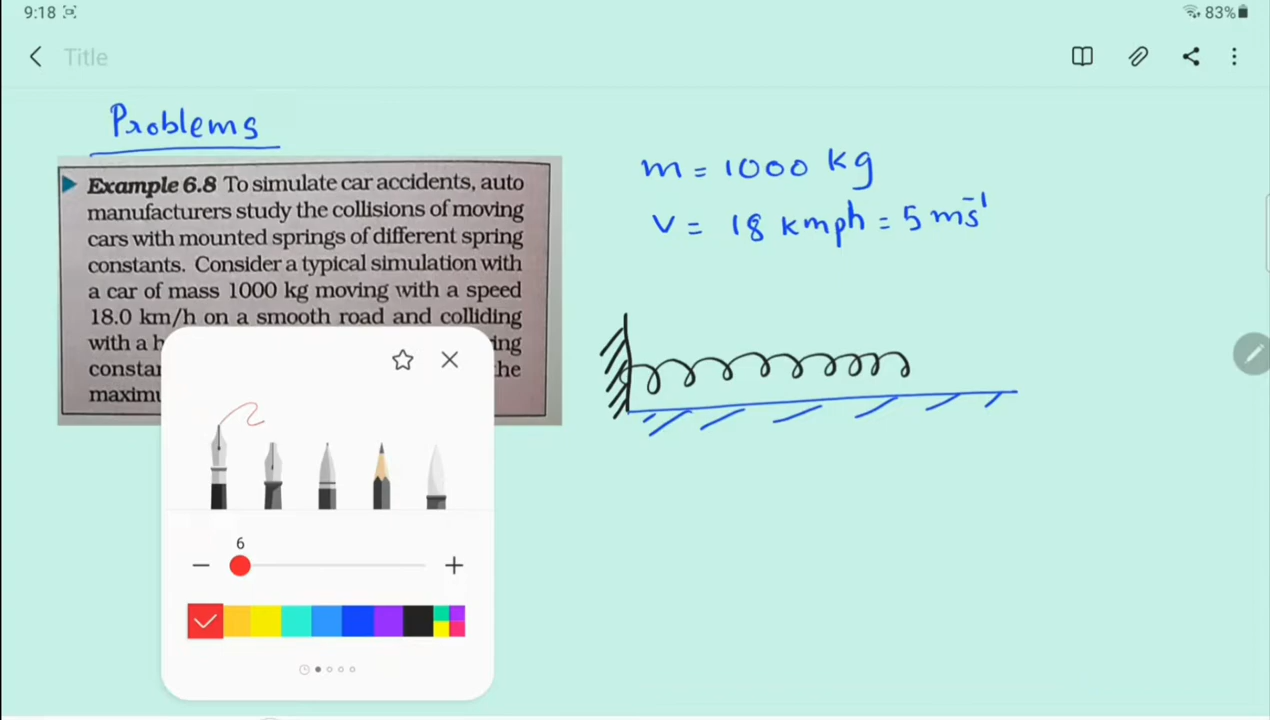 9:18
83%
Title
Problems
Example 6.8 To simulate car accidents, auto
manufacturers study the collisions of moving
cars with mounted springs of different spring
constants. Consider a typical simulation with
a car of mass 1000 kg moving with a speed
18.0 km/h on a smooth road and colliding
with a
he
m = 1000 kg
v = 18 kmph = 5 ms⁻¹
6